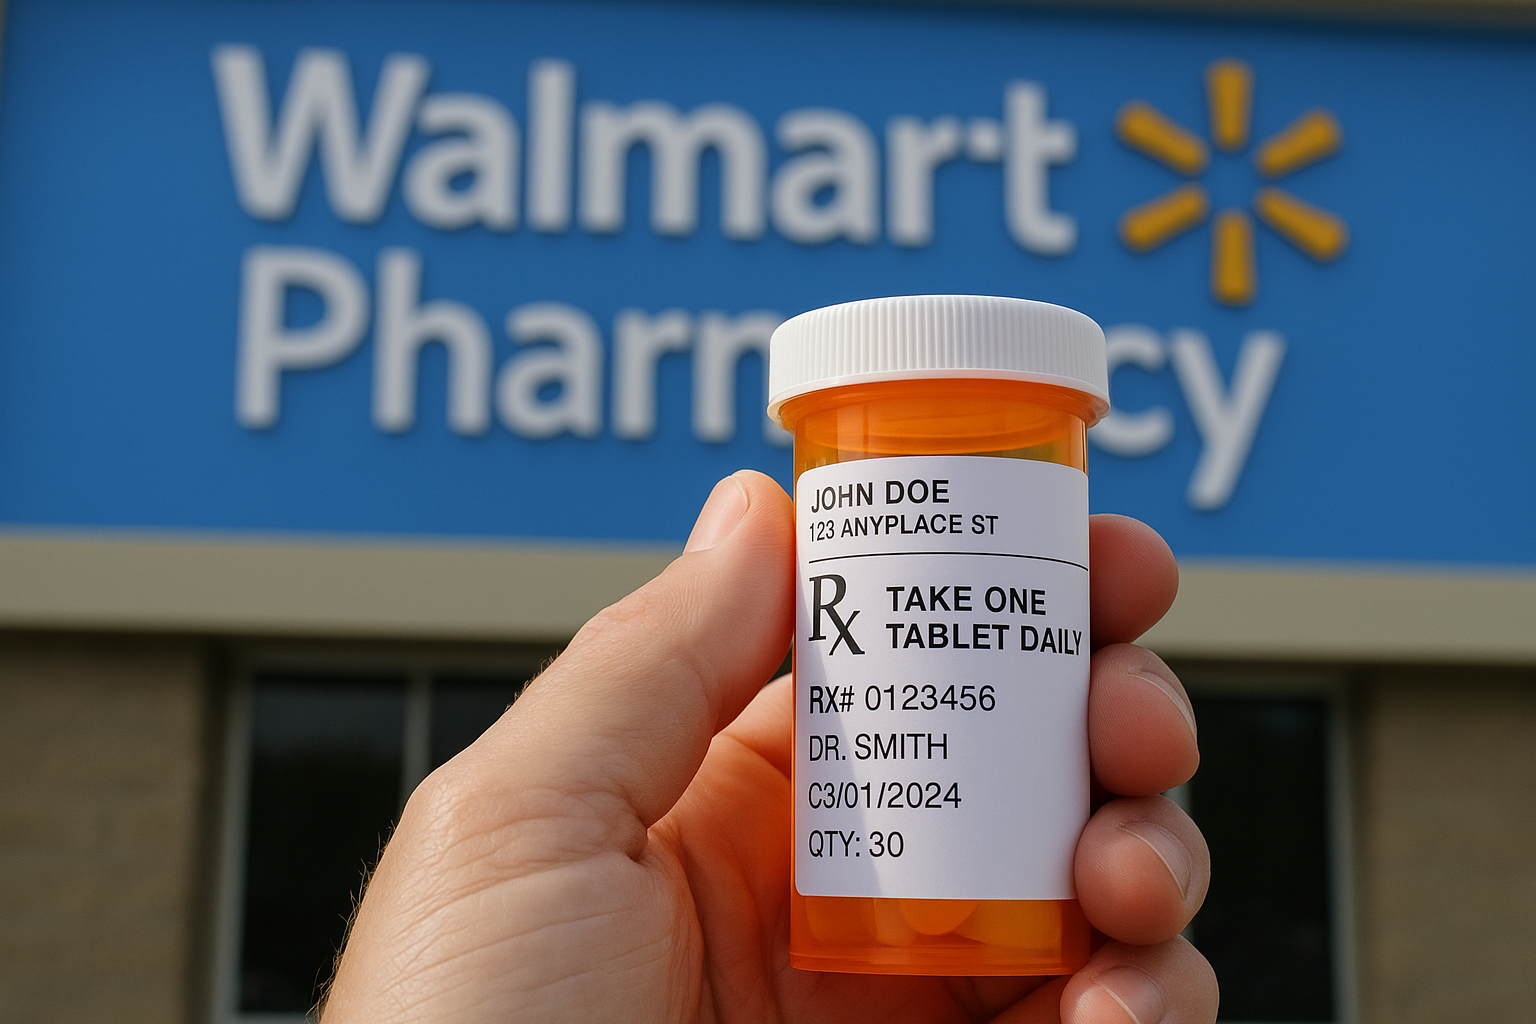 Walmart
Pharmacy
JOHN DOE
123 ANYPLACE ST
Rx TAKE ONE
TABLET DAILY
RX# 0123456
DR. SMITH
C3/01/2024
QTY: 30